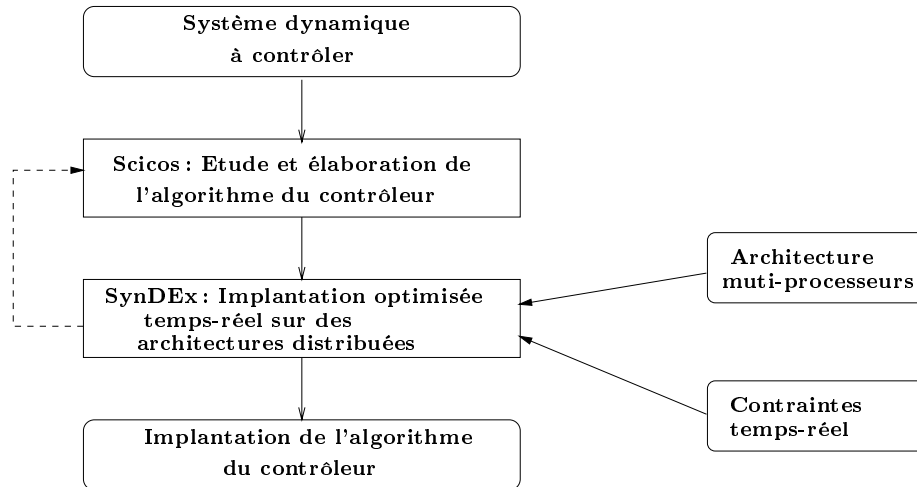 Système dynamique
à contrôler
Scicos : Etude et élaboration de
l'algorithme du contrôleur
SynDEx : Implantation optimisée
temps-réel sur des
architectures distribuées
Architecture
muti-processeurs
Contraintes
temps-réel
Implantation de l'algorithme
du contrôleur